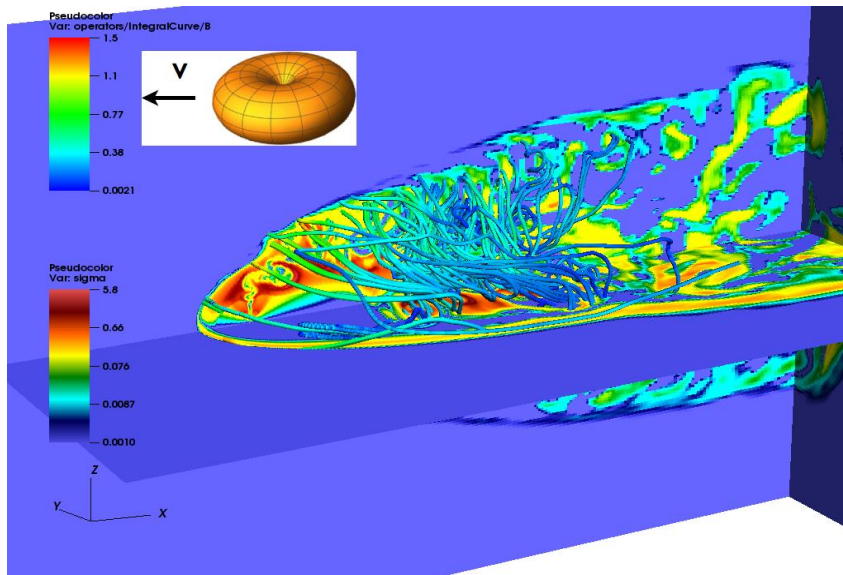 Pseudocolor
Var: operators/IntegralCurve/B
1.5
1.1
0.77
0.38
0.0021
V
Pseudocolor
Var: sigma
5.8
0.66
0.076
0.0087
0.0010
Z
Y
X